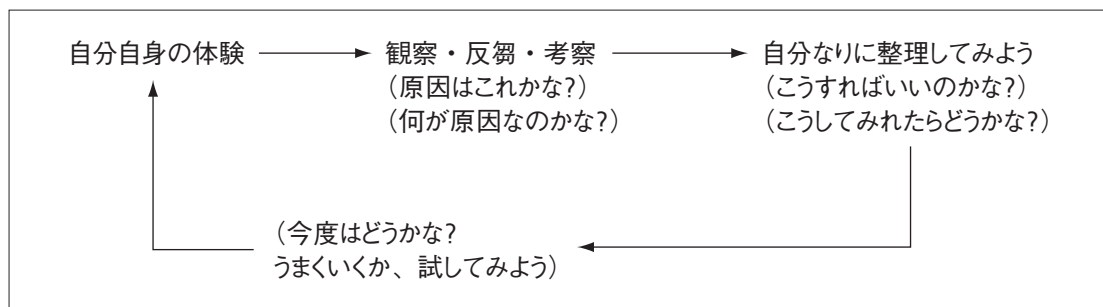 自分自身の体験
観察・反芻・考察
(原因はこれかな?)
(何が原因なのかな?)
自分なりに整理してみよう
(こうすればいいのかな?)
(こうしてみれたらどうかな?)
(今度はどうかな?
うまくいくか、試してみよう)